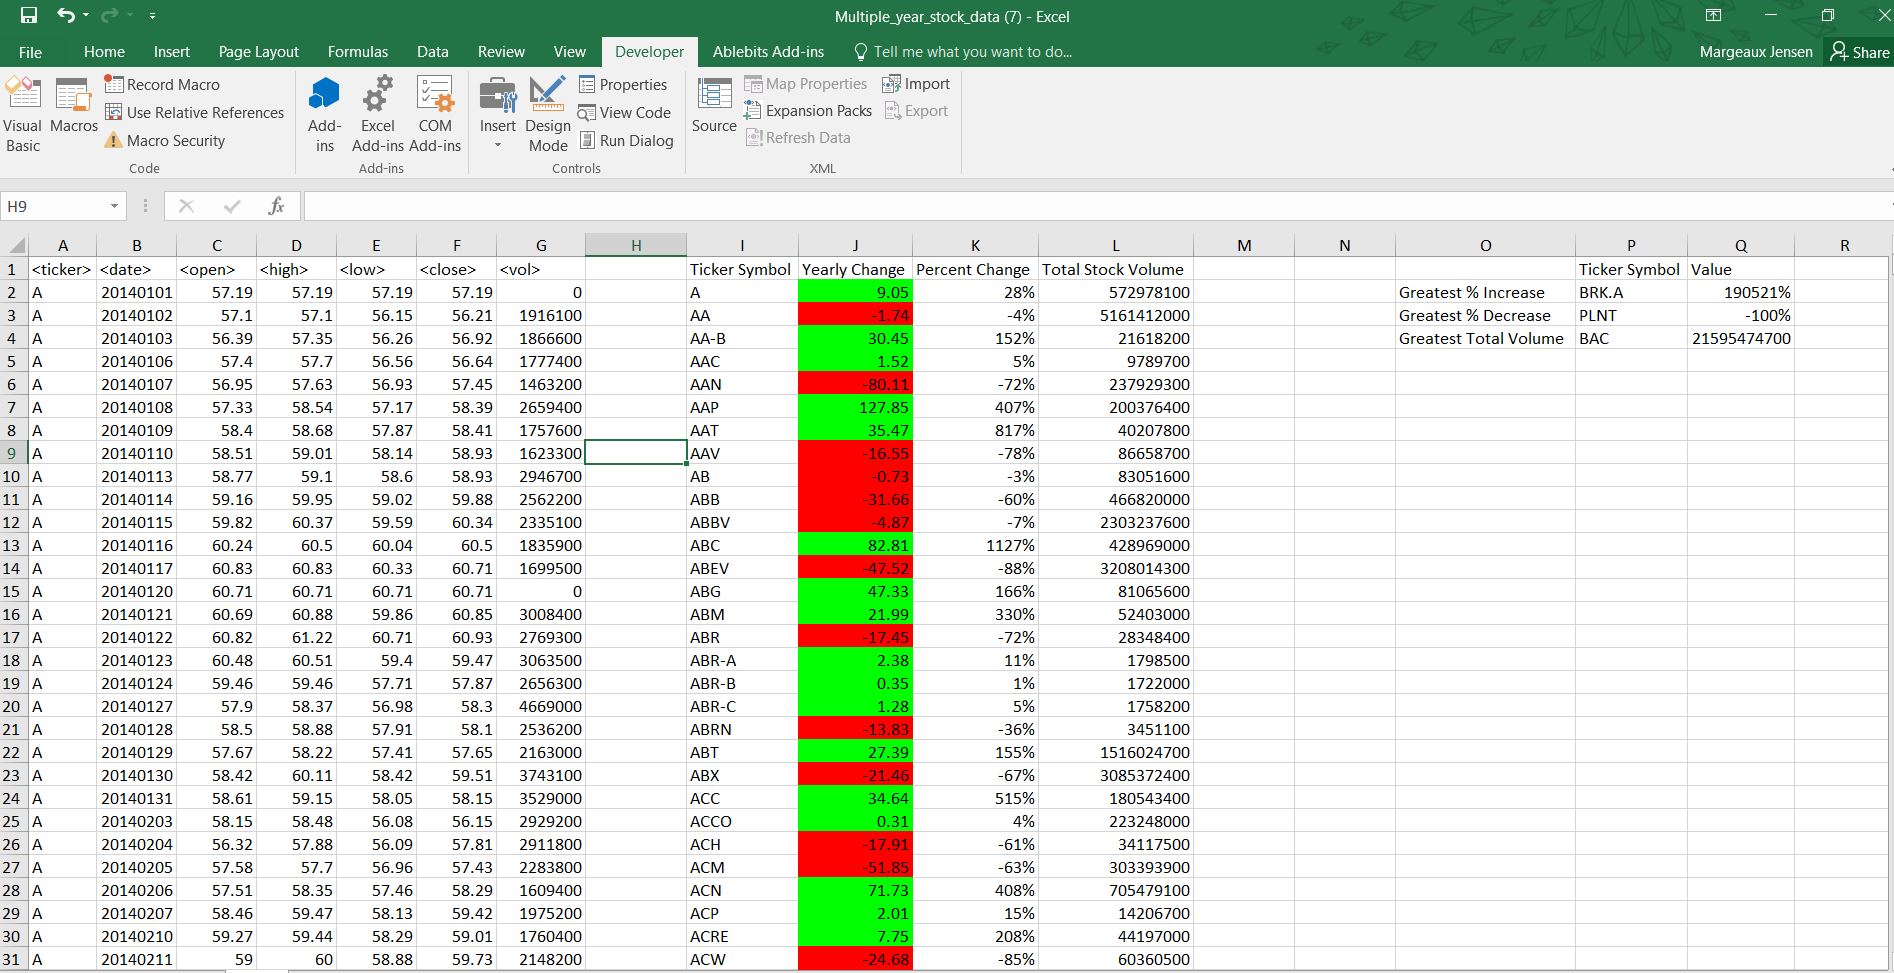 Multiple_year_stock_data (7) - Excel
File Home Insert Page Layout Formulas Data Review View Developer Ablebits Add-ins Tell me what you want to do... Margeaux Jensen Share
Visual Basic
Macros
Record Macro
Use Relative References
Macro Security
Code
Add-ins
Excel Add-ins
COM Add-ins
Add-ins
Insert
Design Mode
Properties
View Code
Run Dialog
Controls
Source
Map Properties
Expansion Packs
Refresh Data
Import
Export
XML
H9 fx
A B C D E F G H I J K L M N O P Q R
1 <ticker> <date> <open> <high> <low> <close> <vol> Ticker Symbol Yearly Change Percent Change Total Stock Volume Ticker Symbol Value
2 A 20140101 57.19 57.19 57.19 57.19 0 A 9.05 28% 572978100 Greatest % Increase BRK.A 190521%
3 A 20140102 57.1 57.1 56.15 56.21 1916100 AA -1.74 -4% 5161412000 Greatest % Decrease PLNT -100%
4 A 20140103 56.39 57.35 56.26 56.92 1866600 AA-B 30.45 152% 21618200 Greatest Total Volume BAC 21595474700
5 A 20140106 57.4 57.7 56.56 56.64 1777400 AAC 1.52 5% 9789700
6 A 20140107 56.95 57.63 56.93 57.45 1463200 AAN -80.11 -72% 237929300
7 A 20140108 57.33 58.54 57.17 58.39 2659400 AAP 127.85 407% 200376400
8 A 20140109 58.4 58.68 57.87 58.41 1757600 AAT 35.47 817% 40207800
9 A 20140110 58.51 59.01 58.14 58.93 1623300 AAV -16.55 -78% 86658700
10 A 20140113 58.77 59.1 58.6 58.93 2946700 AB -0.73 -3% 83051600
11 A 20140114 59.16 59.95 59.02 59.88 2562200 ABB -31.66 -60% 466820000
12 A 20140115 59.82 60.37 59.59 60.34 2335100 ABBV -4.87 -7% 2303237600
13 A 20140116 60.24 60.5 60.04 60.5 1835900 ABC 82.81 1127% 428969000
14 A 20140117 60.83 60.83 60.33 60.71 1699500 ABEV -47.52 -88% 3208014300
15 A 20140120 60.71 60.71 60.71 60.71 0 ABG 47.33 166% 81065600
16 A 20140121 60.69 60.88 59.86 60.85 3008400 ABM 21.99 330% 52403000
17 A 20140122 60.82 61.22 60.71 60.93 2769300 ABR -17.45 -72% 28348400
18 A 20140123 60.48 60.51 59.4 59.47 3063500 ABR-A 2.38 11% 1798500
19 A 20140124 59.46 59.46 57.71 57.87 2656300 ABR-B 0.35 1% 1722000
20 A 20140127 57.9 58.37 56.98 58.3 4669000 ABR-C 1.28 5% 1758200
21 A 20140128 58.5 58.88 57.91 58.1 2536200 ABRN -13.83 -36% 3451100
22 A 20140129 57.67 58.22 57.41 57.65 2163000 ABT 27.39 155% 1516024700
23 A 20140130 58.42 60.11 58.42 59.51 3743100 ABX -21.46 -67% 3085372400
24 A 20140131 58.61 59.15 58.05 58.15 3529000 ACC 34.64 515% 180543400
25 A 20140203 58.15 58.48 56.08 56.15 2929200 ACCO 0.31 4% 223248000
26 A 20140204 56.32 57.88 56.09 57.81 2911800 ACH -17.91 -61% 34117500
27 A 20140205 57.58 57.7 56.96 57.43 2283800 ACM -51.85 -63% 303393900
28 A 20140206 57.51 58.35 57.46 58.29 1609400 ACN 71.73 408% 705479100
29 A 20140207 58.46 59.47 58.13 59.42 1975200 ACP 2.01 15% 14206700
30 A 20140210 59.27 59.44 58.29 59.01 1760400 ACRE 7.75 208% 44197000
31 A 20140211 59 60 58.88 59.73 2148200 ACW -24.68 -85% 60360500